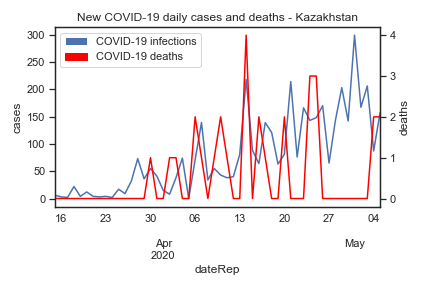 New COVID-19 daily cases and deaths - Kazakhstan
COVID-19 infections
COVID-19 deaths
300
250
200
150
100
50
0
cases
4
3
2
1
0
deaths
16 23 30 06 13 20 27 04
Apr May
2020
dateRep